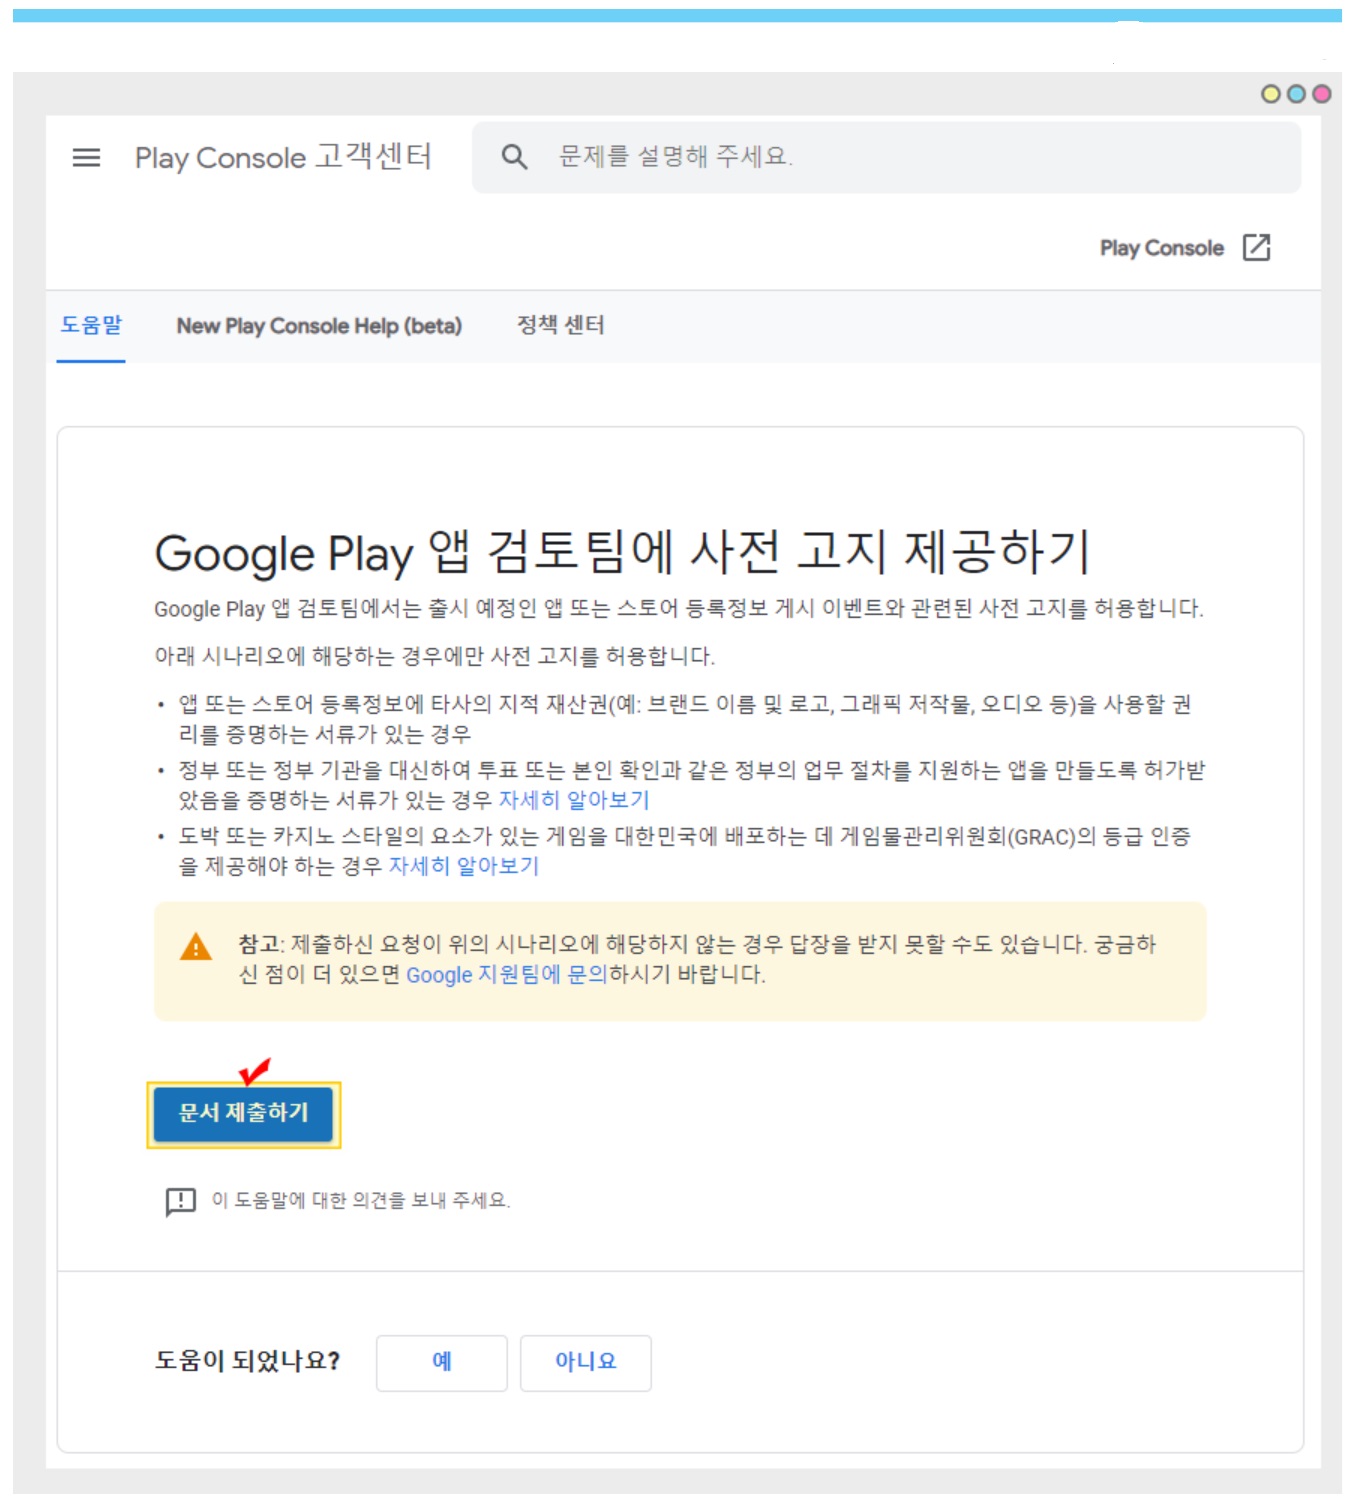 Play Console 고객센터
문제를 설명해 주세요.
Play Console
도움말
New Play Console Help (beta)
정책 센터
Google Play 앱 검토팀에 사전 고지 제공하기
Google Play 앱 검토팀에서는 출시 예정인 앱 또는 스토어 등록정보 게시 이벤트와 관련된 사전 고지를 허용합니다.
아래 시나리오에 해당하는 경우에만 사전 고지를 허용합니다.
• 앱 또는 스토어 등록정보에 타사의 지적 재산권(예: 브랜드 이름 및 로고, 그래픽 저작물, 오디오 등)을 사용할 권
리를 증명하는 서류가 있는 경우
• 정부 또는 정부 기관을 대신하여 투표 또는 본인 확인과 같은 정부의 업무 절차를 지원하는 앱을 만들도록 허가받
았음을 증명하는 서류가 있는 경우 자세히 알아보기
• 도박 또는 카지노 스타일의 요소가 있는 게임을 대한민국에 배포하는 데 게임물관리위원회(GRAC)의 등급 인증
을 제공해야 하는 경우 자세히 알아보기
참고: 제출하신 요청이 위의 시나리오에 해당하지 않는 경우 답장을 받지 못할 수도 있습니다. 궁금하
신 점이 더 있으면 Google 지원팀에 문의하시기 바랍니다.
문서 제출하기
이 도움말에 대한 의견을 보내 주세요.
도움이 되었나요?
예
아니요